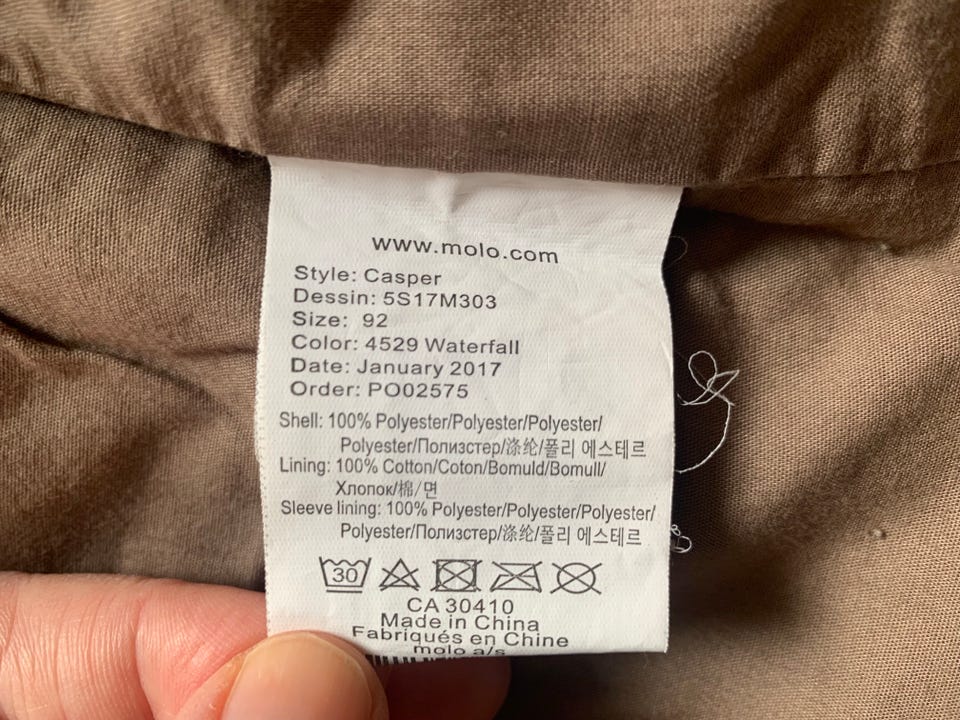 www.molo.com
Style: Casper
Dessin: 5S17M303
Size: 92
Color: 4529 Waterfall
Date: January 2017
Order: PO02575
Shell: 100% Polyester/Polyester/Polyester/
Polyester/Полизстер/涤纶/폴리 에스테르
Lining: 100% Cotton/Coton/Bomuld/Bomull/
Хлопок/棉/면
Sleeve lining: 100% Polyester/Polyester/Polyester/
Polyester/Полизстер/涤纶/폴리 에스테르
30
CA 30410
Made in China
Fabriqués en Chine
molo a/s